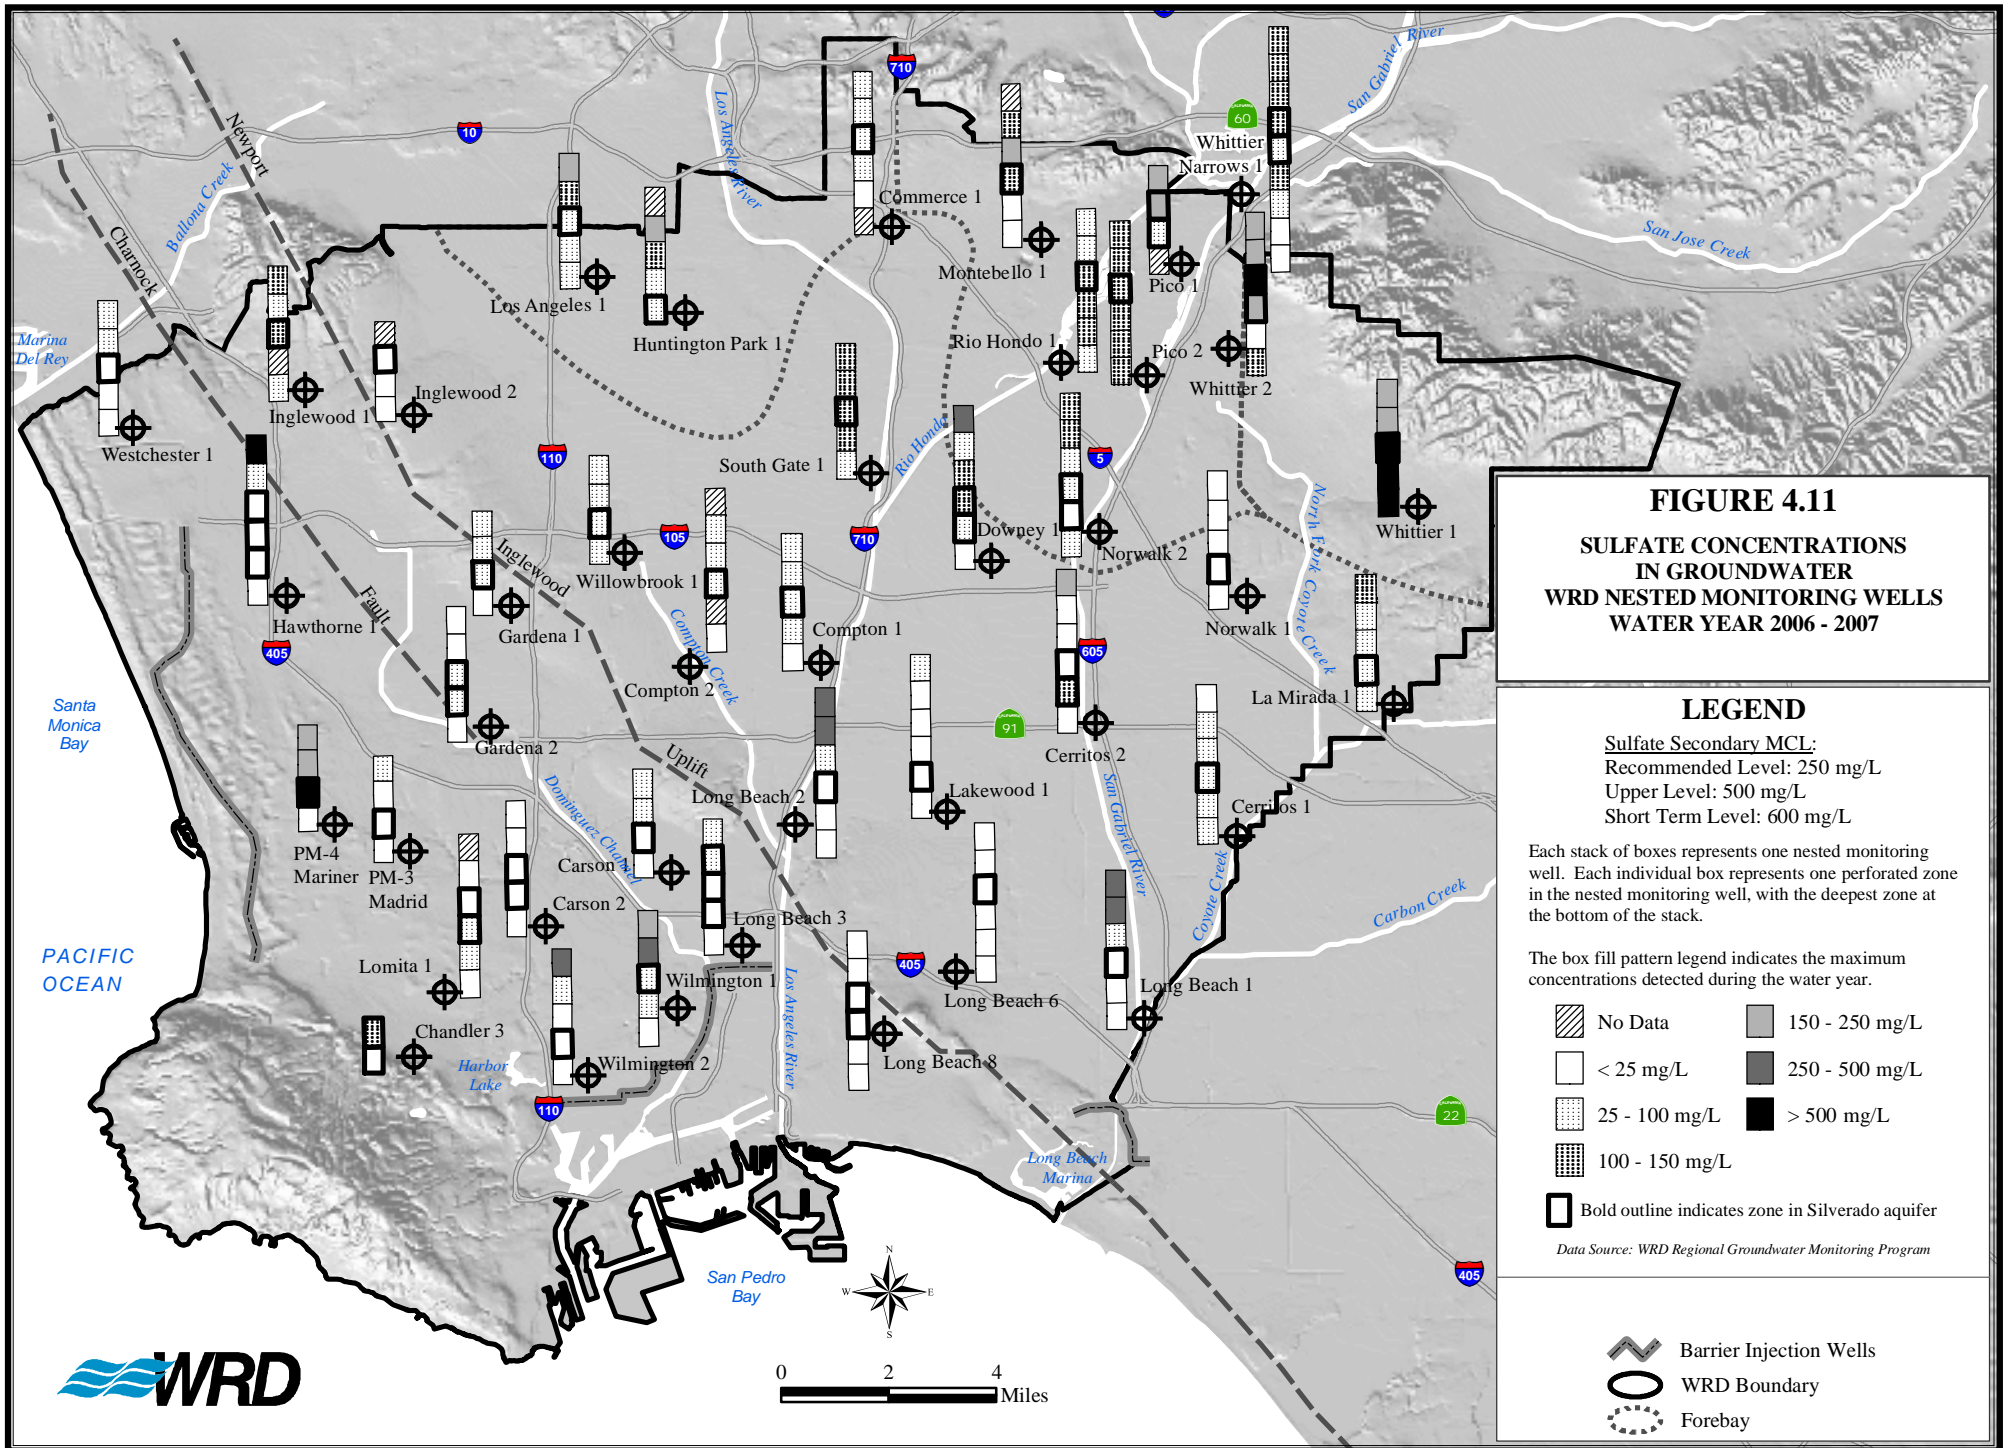 710
San Gabriel River
60
Whittier
Narrows 1
10
Newport
Los Angeles River
Ballona Creek
Commerce 1
Charnock
San Jose Creek
Montebello 1
Pico 1
Los Angeles 1
Huntington Park 1
Rio Hondo 1
Pico 2
Marina
Del Rey
Whittier 2
Inglewood 1
Inglewood 2
Westchester 1
110
South Gate 1
Rio Hondo
5
North Fork Coyote Creek
Whittier 1
105
710
Downey 1
Norwalk 2
Inglewood
Willowbrook 1
Fault
Gardena 1
Hawthorne 1
Compton Creek
Compton 1
Norwalk 1
405
605
Compton 2
La Mirada 1
Santa
Monica
Bay
Gardena 2
91
Cerritos 2
Uplift
Dominguez Channel
Long Beach 2
Lakewood 1
San Gabriel River
Cerritos 1
PM-4
Mariner
PM-3
Madrid
Carson 1
Carson 2
Long Beach 3
Coyote Creek
Carbon Creek
PACIFIC
OCEAN
Lomita 1
Wilmington 1
Los Angeles River
405
Long Beach 6
Long Beach 1
Chandler 3
Harbor
Lake
Wilmington 2
Long Beach 8
110
22
Long Beach
Marina
San Pedro
Bay
405
N
W
E
S
WRD
0
2
4
Miles
FIGURE 4.11
SULFATE CONCENTRATIONS
IN GROUNDWATER
WRD NESTED MONITORING WELLS
WATER YEAR 2006 - 2007
LEGEND
Sulfate Secondary MCL:
Recommended Level: 250 mg/L
Upper Level: 500 mg/L
Short Term Level: 600 mg/L
Each stack of boxes represents one nested monitoring
well. Each individual box represents one perforated zone
in the nested monitoring well, with the deepest zone at
the bottom of the stack.
The box fill pattern legend indicates the maximum
concentrations detected during the water year.
No Data
150 - 250 mg/L
< 25 mg/L
250 - 500 mg/L
25 - 100 mg/L
> 500 mg/L
100 - 150 mg/L
Bold outline indicates zone in Silverado aquifer
Data Source: WRD Regional Groundwater Monitoring Program
Barrier Injection Wells
WRD Boundary
Forebay